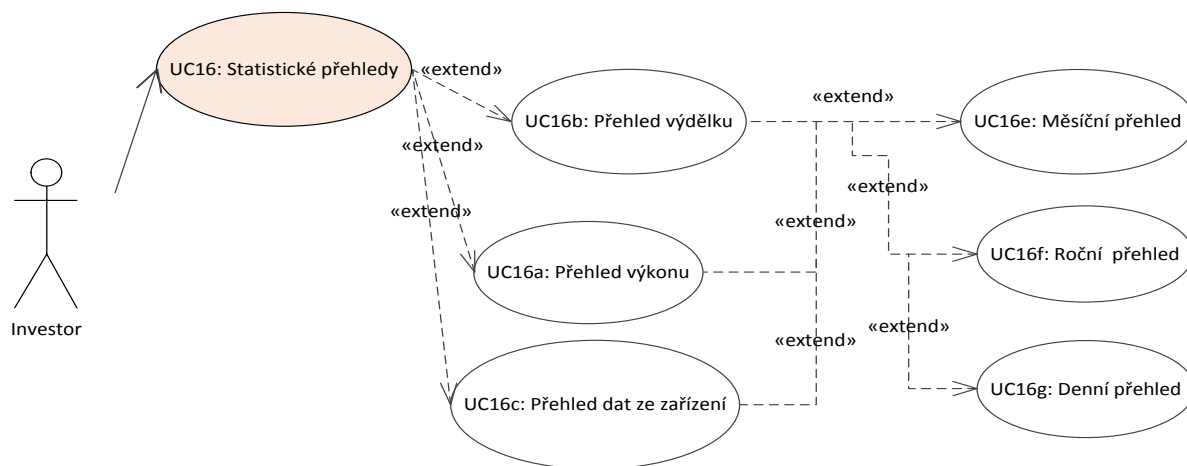 UC16: Statistické přehledy
«extend»
«extend»
«extend»
UC16b: Přehled výdělku
«extend»
UC16e: Měsíční přehled
«extend»
«extend»
UC16a: Přehled výkonu
UC16f: Roční  přehled
«extend»
«extend»
UC16c: Přehled dat ze zařízení
UC16g: Denní přehled
Investor